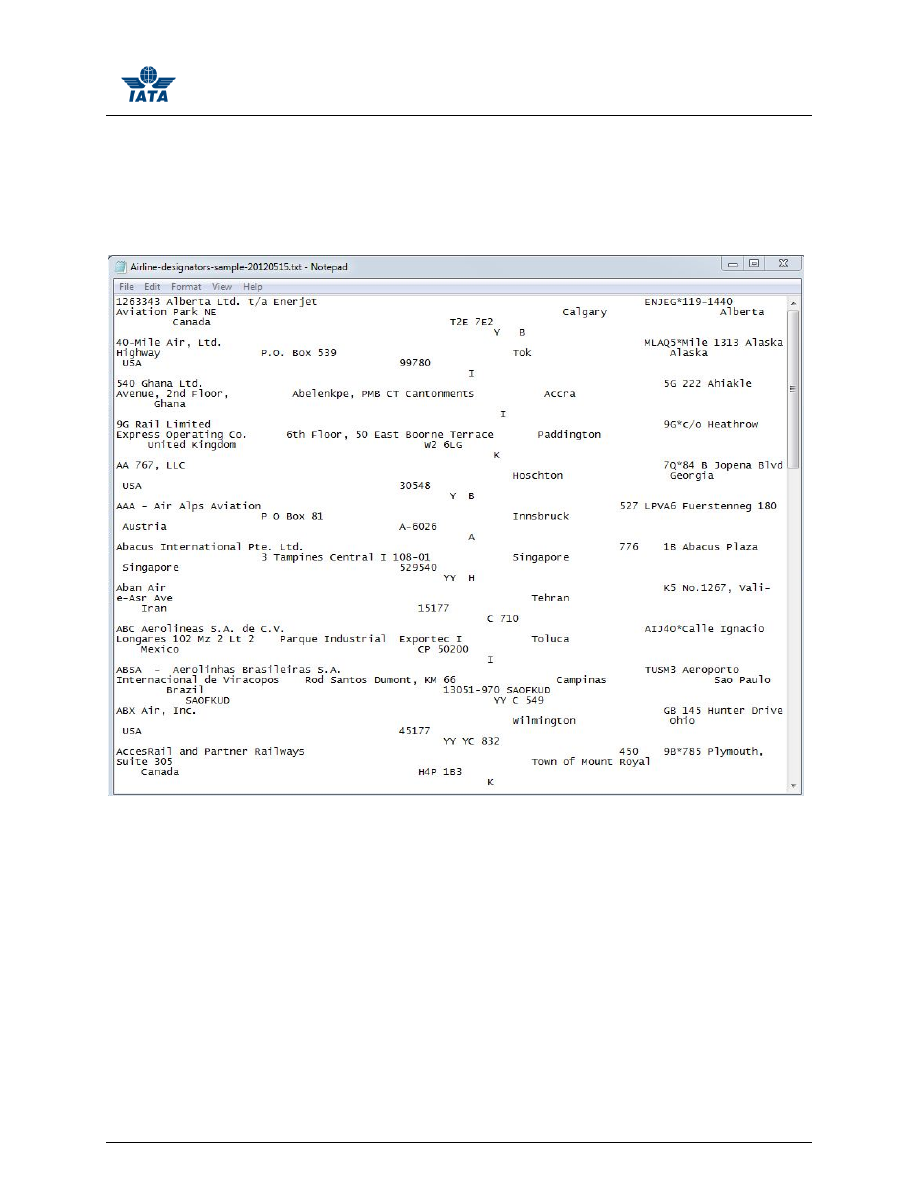 IATA
Airline-designators-sample-20120515.txt - Notepad
File Edit Format View Help
1263343 Alberta Ltd. t/a Enerjet ENJEG*119-1440
Aviation Park NE Calgary Alberta
Canada T2E 7E2
Y B
40-Mile Air, Ltd. MLAQ5*Mile 1313 Alaska
Highway P.O. Box 539 Tok Alaska
USA 99780
I
540 Ghana Ltd. 5G 222 Ahiakle
Avenue, 2nd Floor, Abelenkpe, PMB CT Cantonments Accra
Ghana
I
9G Rail Limited 9G*c/o Heathrow
Express Operating Co. 6th Floor, 50 East Boorne Terrace Paddington
United Kingdom W2 6LG
K
AA 767, LLC 7Q*84 B Jopena Blvd
Hoschton Georgia
USA 30548
Y B
AAA - Air Alps Aviation 527 LPVA6 Fuerstenneg 180
P O Box 81 Innsbruck
Austria A-6026
A
Abacus International Pte. Ltd. 776 1B Abacus Plaza
3 Tampines Central I 108-01 Singapore
Singapore 529540
YY H
Aban Air K5 No.1267, Vali-
e-Asr Ave Tehran
Iran 15177
C 710
ABC Aerolineas S.A. de C.V. AIJ4O*Calle Ignacio
Longares 102 Mz 2 Lt 2 Parque Industrial Exportec I Toluca
Mexico CP 50200
I
ABSA - Aerolinhas Brasileiras S.A. TUSM3 Aeroporto
Internacional de Viracopos Rod Santos Dumont, KM 66 Campinas Sao Paulo
Brazil 13051-970 SAOFKUD
SAOFKUD YY C 549
ABX Air, Inc. GB 145 Hunter Drive
Wilmington Ohio
USA 45177
YY YC 832
AccesRail and Partner Railways 450 9B*785 Plymouth,
Suite 305 Town of Mount Royal
Canada H4P 1B3
K